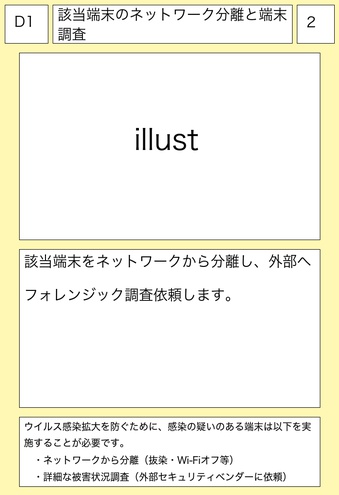 D1
該当端末のネットワーク分離と端末
調査
2
illust
該当端末をネットワークから分離し、外部へ
フォレンジック調査依頼します。
ウイルス感染拡大を防ぐために、感染の疑いのある端末は以下を実
施することが必要です。
・ネットワークから分離（抜染・Wi-Fiオフ等）
・詳細な被害状況調査（外部セキュリティベンダーに依頼）